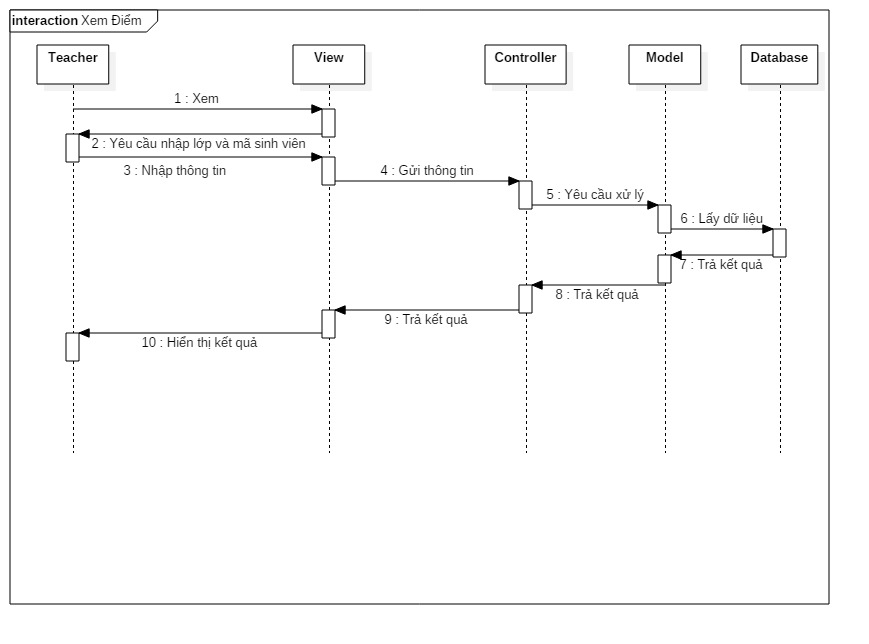 interaction Xem Điểm
Teacher
View
Controller
Model
Database
1 : Xem
2 : Yêu cầu nhập lớp và mã sinh viên
3 : Nhập thông tin
4 : Gửi thông tin
5 : Yêu cầu xử lý
6 : Lấy dữ liệu
7 : Trả kết quả
8 : Trả kết quả
9 : Trả kết quả
10 : Hiển thị kết quả